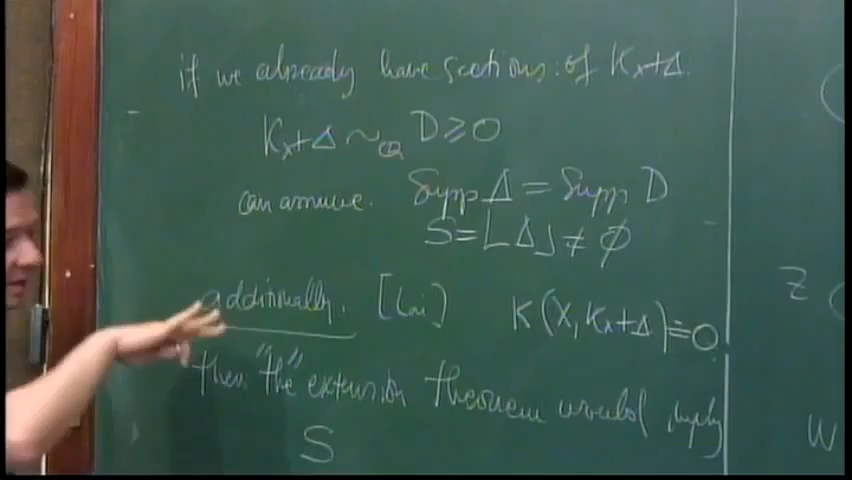 if we already have sections of K_X+Δ.
K_X+Δ ~_ℚ D ≥ 0
can assume. Supp Δ = Supp D
S = ⌊Δ⌋ ≠ ∅
additionally. [Lai] K(X, K_X+Δ) = 0.
then "the" extension theorem would imply
S
Z
W